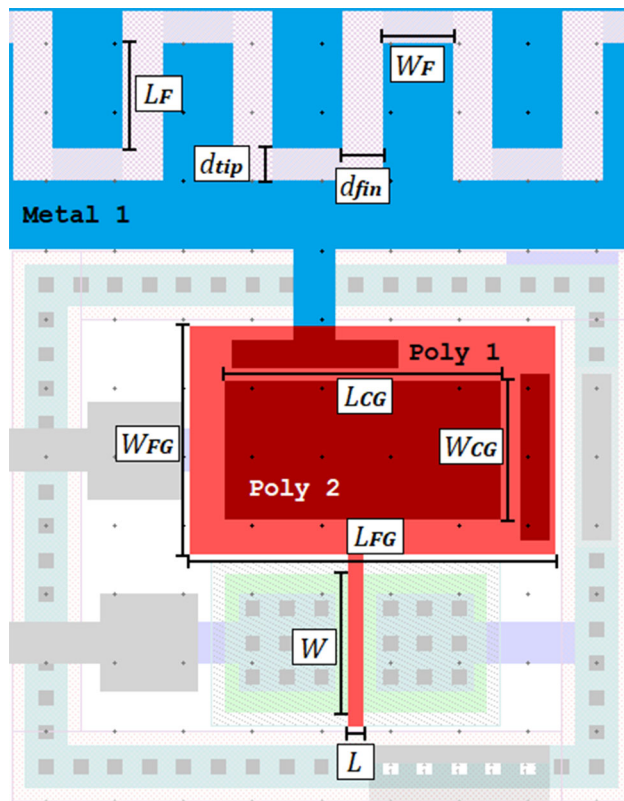 LF
WF
dtip
dfin
Metal 1
Poly 1
LCG
WFG
WCG
Poly 2
LFG
W
L